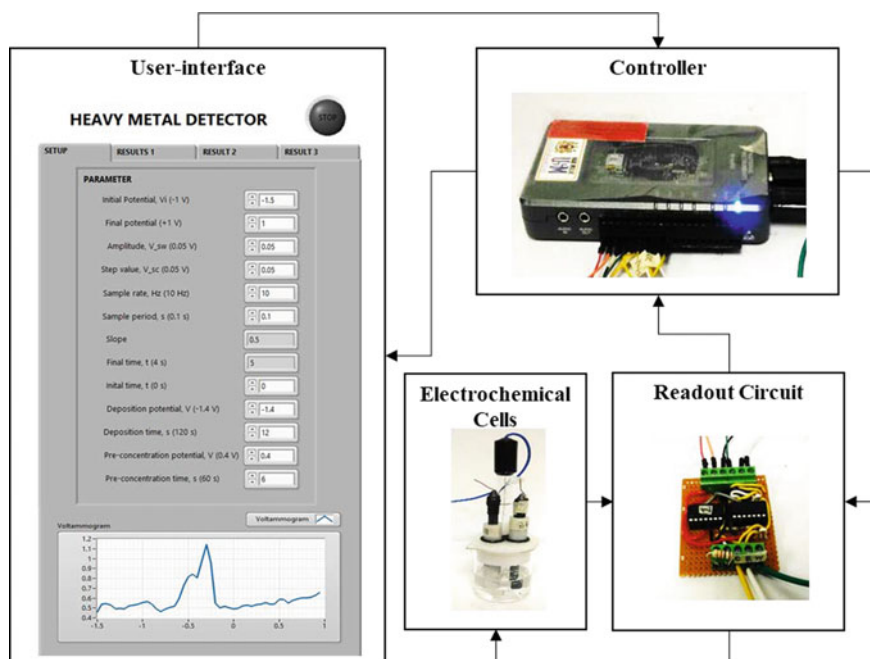 User-interface
HEAVY METAL DETECTOR
STOP
SETUP
RESULTS 1
RESULT 2
RESULT 3
PARAMETER
Initial Potential, Vi (-1 V)
-1.5
Final potential (+1 V)
1
Amplitude, V_sw (0.05 V)
0.05
Step value, V_sc (0.05 V)
0.05
Sample rate, Hz (10 Hz)
10
Sample period, s (0.1 s)
0.1
Slope
0.5
Final time, t (4 s)
5
Inital time, t (0 s)
0
Deposition potential, V (-1.4 V)
-1.4
Deposition time, s (120 s)
12
Pre-concentration potential, V (0.4 V)
0.4
Pre-concentration time, s (60 s)
6
Voltammogram
Voltammogram
1.2
1.1
1
0.9
0.8
0.7
0.6
0.5
0.4
-1.5
-1
-0.5
0
0.5
1
Controller
AUDIO IN
AUDIO OUT
Electrochemical
Cells
Readout Circuit